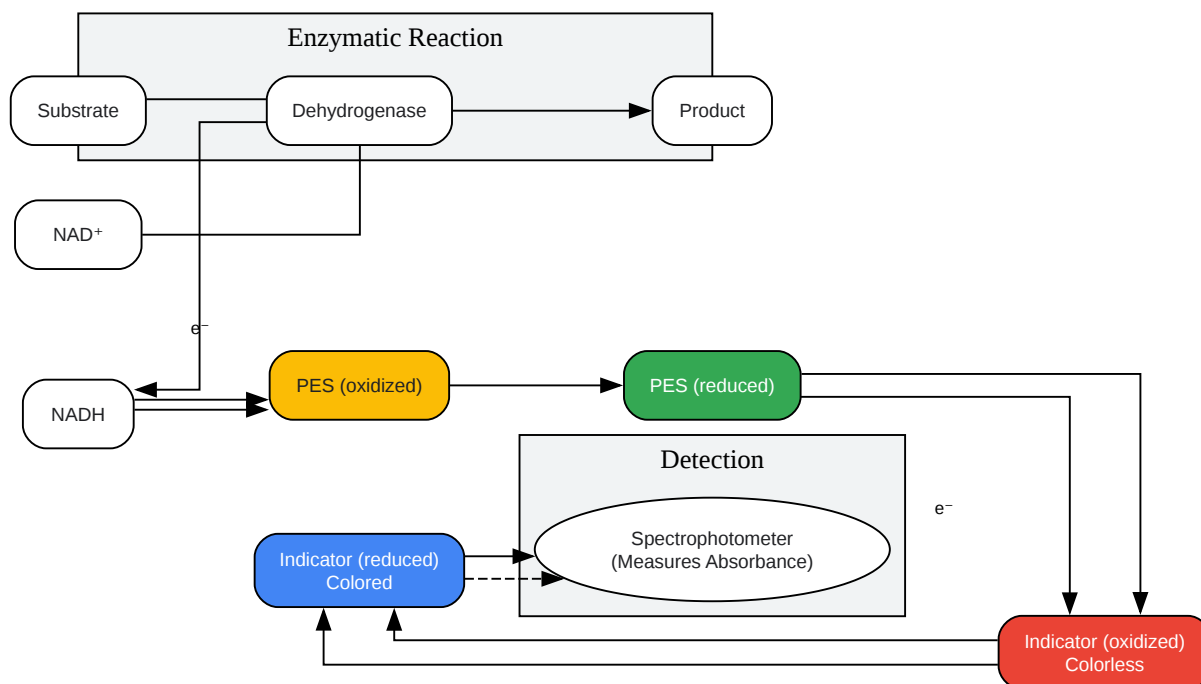 Enzymatic Reaction
Substrate
Dehydrogenase
Product
NAD⁺
e⁻
NADH
PES (oxidized)
PES (reduced)
Detection
e⁻
Spectrophotometer
(Measures Absorbance)
Indicator (reduced)
Colored
Indicator (oxidized)
Colorless